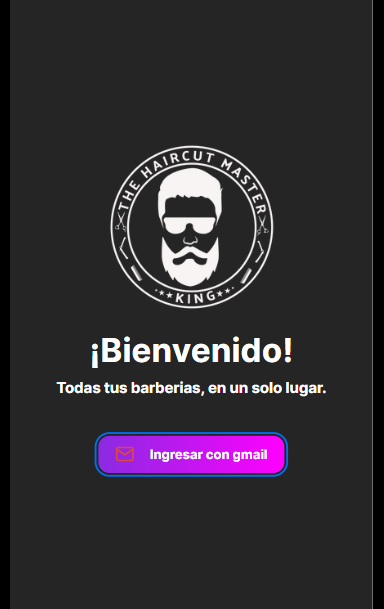 THE HAIRCUT MASTER
KING
¡Bienvenido!
Todas tus barberias, en un solo lugar.
Ingresar con gmail